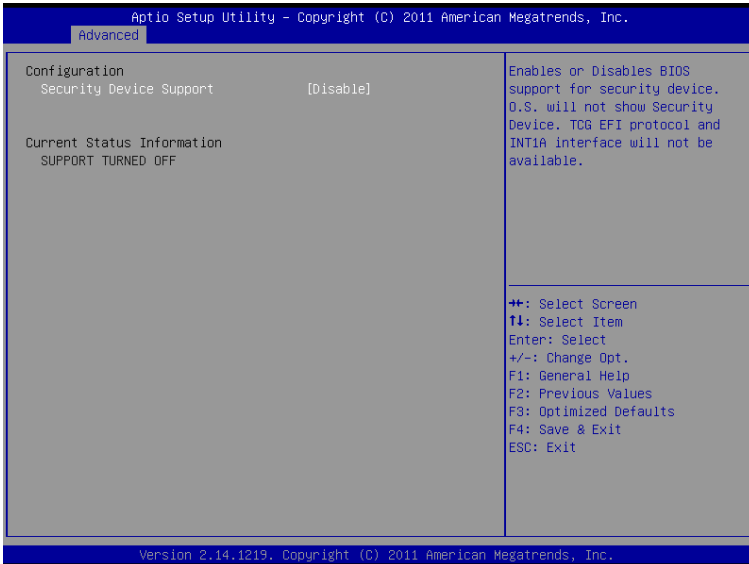 Aptio Setup Utility – Copyright (C) 2011 American Megatrends, Inc.
Advanced
Configuration
Security Device Support [Disable]
Current Status Information
SUPPORT TURNED OFF
Enables or Disables BIOS
support for security device.
O.S. will not show Security
Device. TCG EFI protocol and
INT1A interface will not be
available.
→←: Select Screen
↑↓: Select Item
Enter: Select
+/-: Change Opt.
F1: General Help
F2: Previous Values
F3: Optimized Defaults
F4: Save & Exit
ESC: Exit
Version 2.14.1219. Copyright (C) 2011 American Megatrends, Inc.